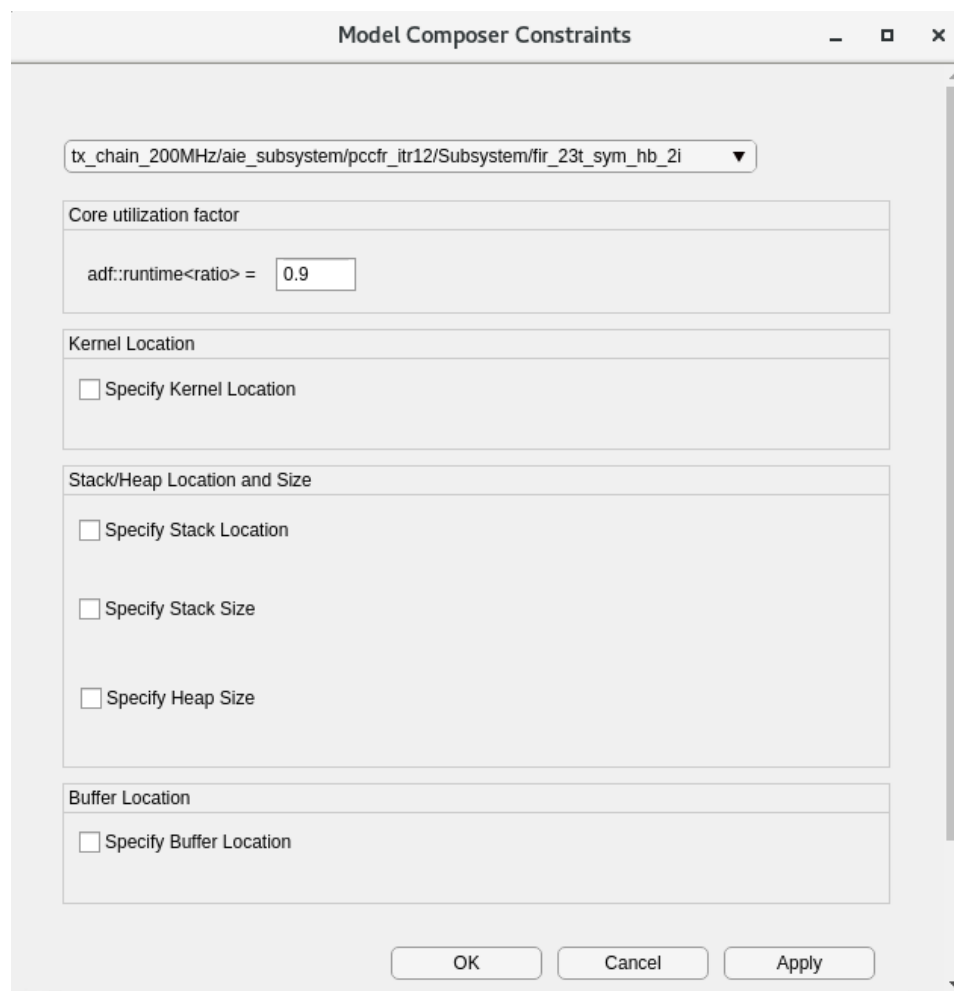 Model Composer Constraints
tx_chain_200MHz/aie_subsystem/pccfr_itr12/Subsystem/fir_23t_sym_hb_2i
Core utilization factor
adf::runtime<ratio> = 0.9
Kernel Location
Specify Kernel Location
Stack/Heap Location and Size
Specify Stack Location
Specify Stack Size
Specify Heap Size
Buffer Location
Specify Buffer Location
OK Cancel Apply